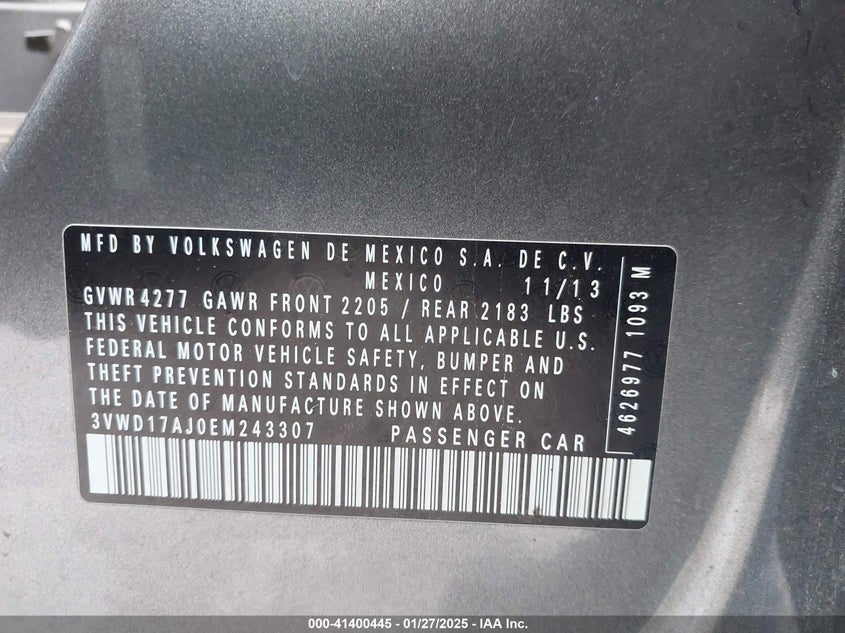 MFD BY VOLKSWAGEN DE MEXICO S.A. DE C.V.
MEXICO 11/13
GVWR 4277 GAWR FRONT 2205 / REAR 2183 LBS
THIS VEHICLE CONFORMS TO ALL APPLICABLE U.S.
FEDERAL MOTOR VEHICLE SAFETY, BUMPER AND
THEFT PREVENTION STANDARDS IN EFFECT ON
THE DATE OF MANUFACTURE SHOWN ABOVE.
3VWD17AJ0EM243307 PASSENGER CAR
4626977 1093 M
000-41400445 - 01/27/2025 - IAA Inc.